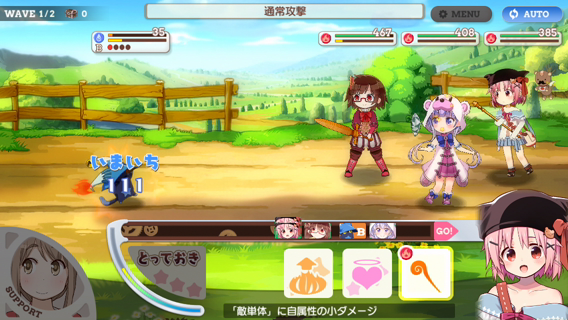 WAVE 1/2 0
通常攻撃
MENU
AUTO
35
B
467
408
385
いまいち
111
B
GO!
とっておき
SUPPORT
「敵単体」に自属性の小ダメージ